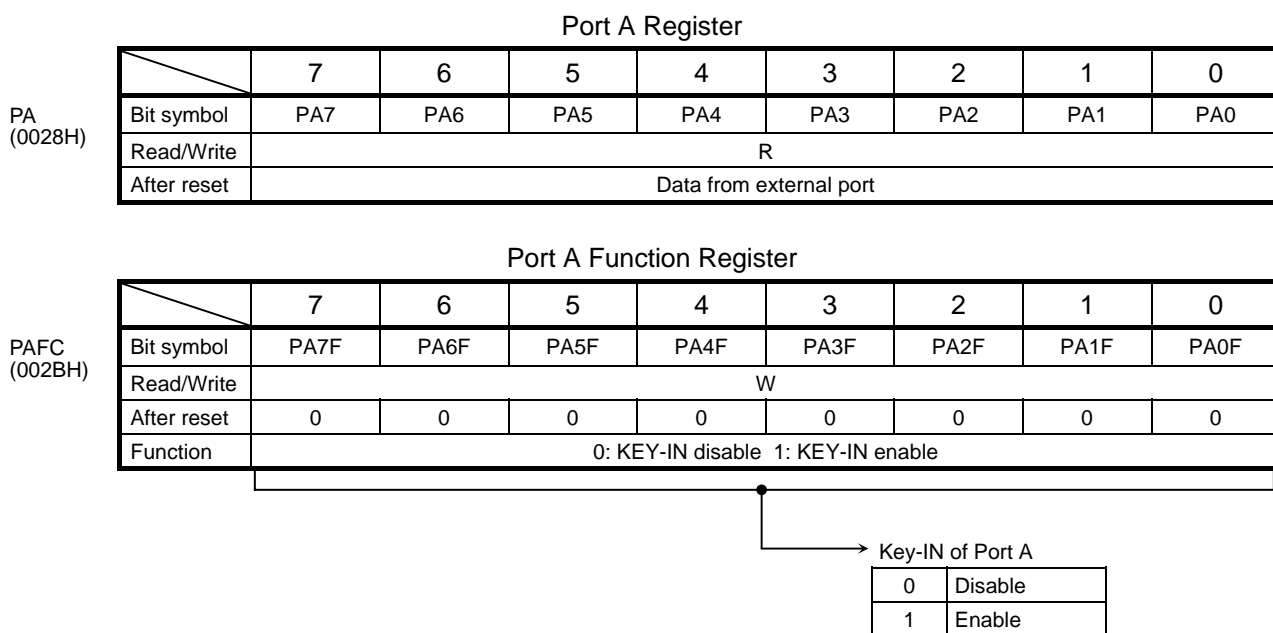 Port A Register
7 6 5 4 3 2 1 0
PA
(0028H)
Bit symbol PA7 PA6 PA5 PA4 PA3 PA2 PA1 PA0
Read/Write R
After reset Data from external port
Port A Function Register
7 6 5 4 3 2 1 0
PAFC
(002BH)
Bit symbol PA7F PA6F PA5F PA4F PA3F PA2F PA1F PA0F
Read/Write W
After reset 0 0 0 0 0 0 0 0
Function 0: KEY-IN disable 1: KEY-IN enable
Key-IN of Port A
0 Disable
1 Enable